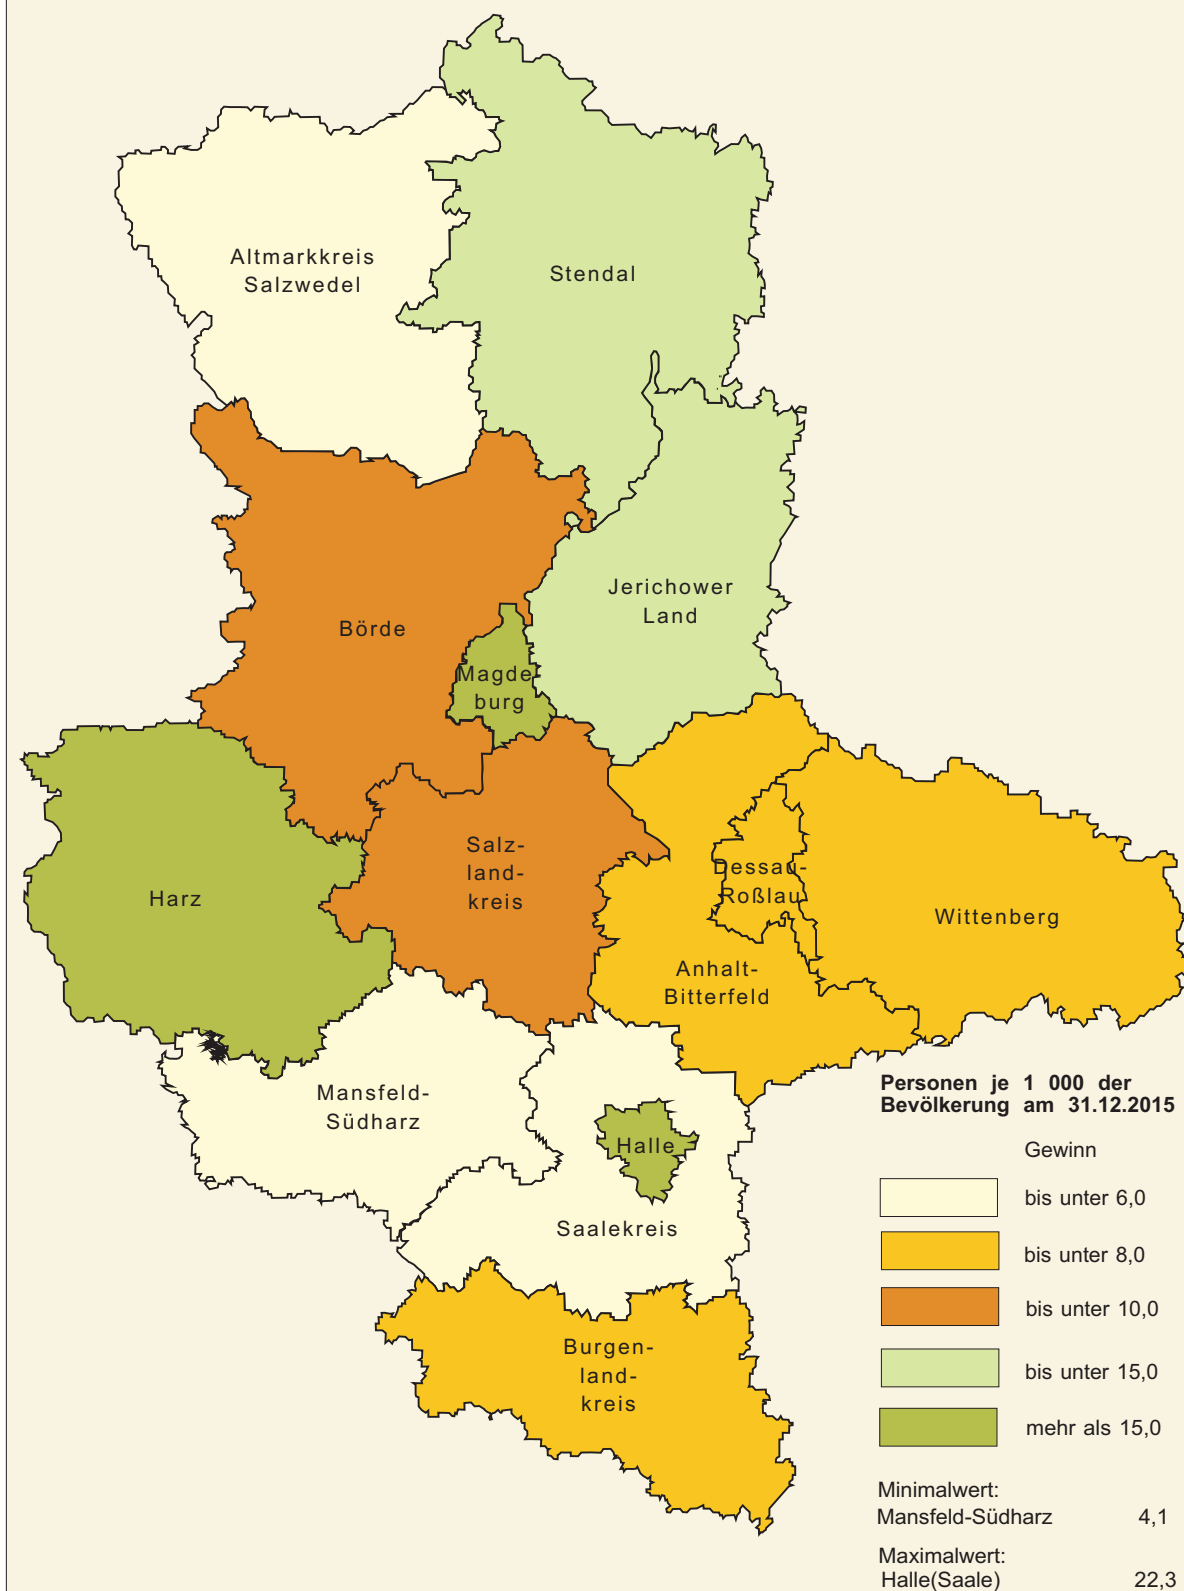 Altmarkkreis
Salzwedel
Stendal
Jerichower
Land
Börde
Magde
burg
Salz-
land-
kreis
Harz
Dessau-
Roßlau
Wittenberg
Anhalt-
Bitterfeld
Mansfeld-
Südharz
Halle
Saalekreis
Burgen-
land-
kreis
Personen je 1 000 der
Bevölkerung am 31.12.2015
Gewinn
bis unter 6,0
bis unter 8,0
bis unter 10,0
bis unter 15,0
mehr als 15,0
Minimalwert:
Mansfeld-Südharz 4,1
Maximalwert:
Halle(Saale) 22,3